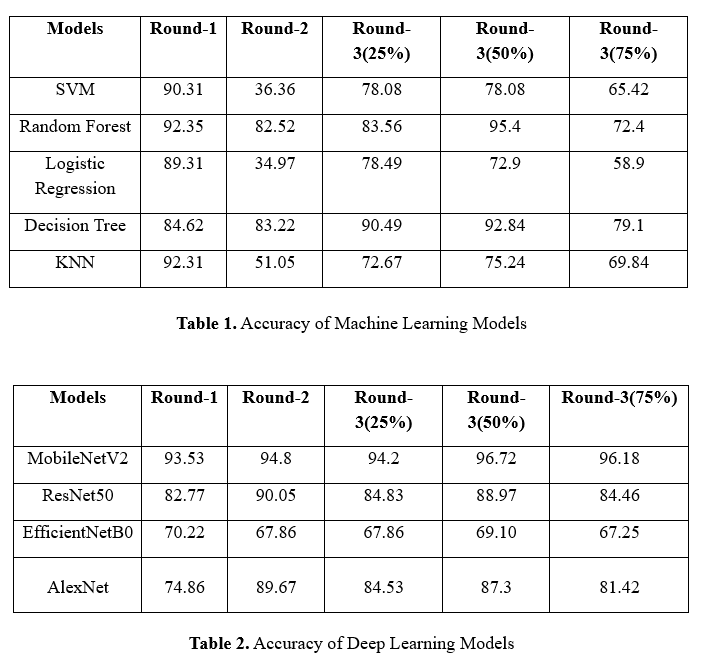 Models Round-1 Round-2 Round- Round- Round-
3(25%) 3(50%) 3(75%)
SVM 90.31 36.36 78.08 78.08 65.42
Random Forest 92.35 82.52 83.56 95.4 72.4
Logistic 89.31 34.97 78.49 72.9 58.9
Regression
Decision Tree 84.62 83.22 90.49 92.84 79.1
KNN 92.31 51.05 72.67 75.24 69.84
Table 1. Accuracy of Machine Learning Models
Models Round-1 Round-2 Round- Round- Round-3(75%)
3(25%) 3(50%)
MobileNetV2 93.53 94.8 94.2 96.72 96.18
ResNet50 82.77 90.05 84.83 88.97 84.46
EfficientNetB0 70.22 67.86 67.86 69.10 67.25
AlexNet 74.86 89.67 84.53 87.3 81.42
Table 2. Accuracy of Deep Learning Models